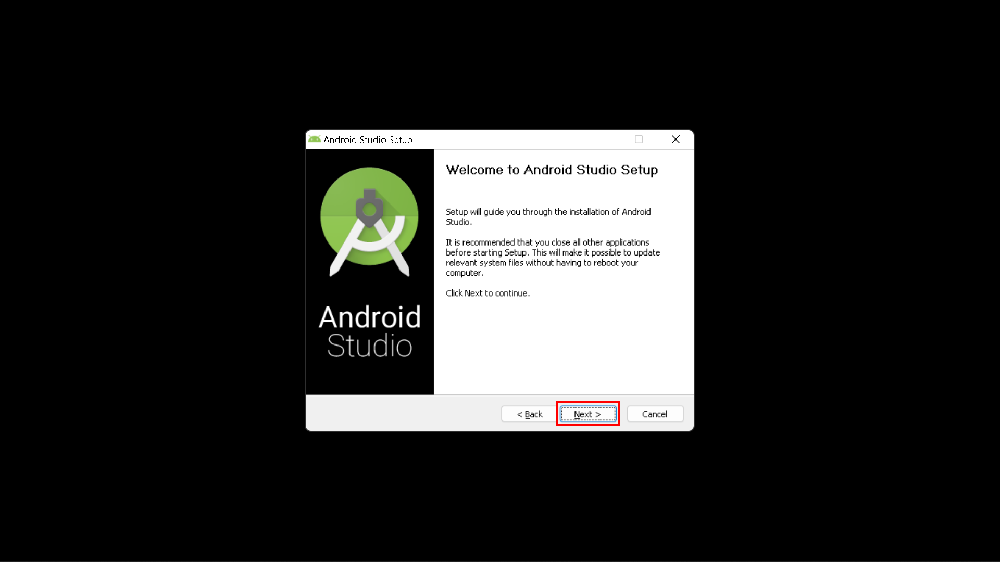 Android Studio Setup
Welcome to Android Studio Setup
Setup will guide you through the installation of Android
Studio.
It is recommended that you close all other applications
before starting Setup. This will make it possible to update
relevant system files without having to reboot your
computer.
Click Next to continue.
Android
Studio
< Back
Next >
Cancel